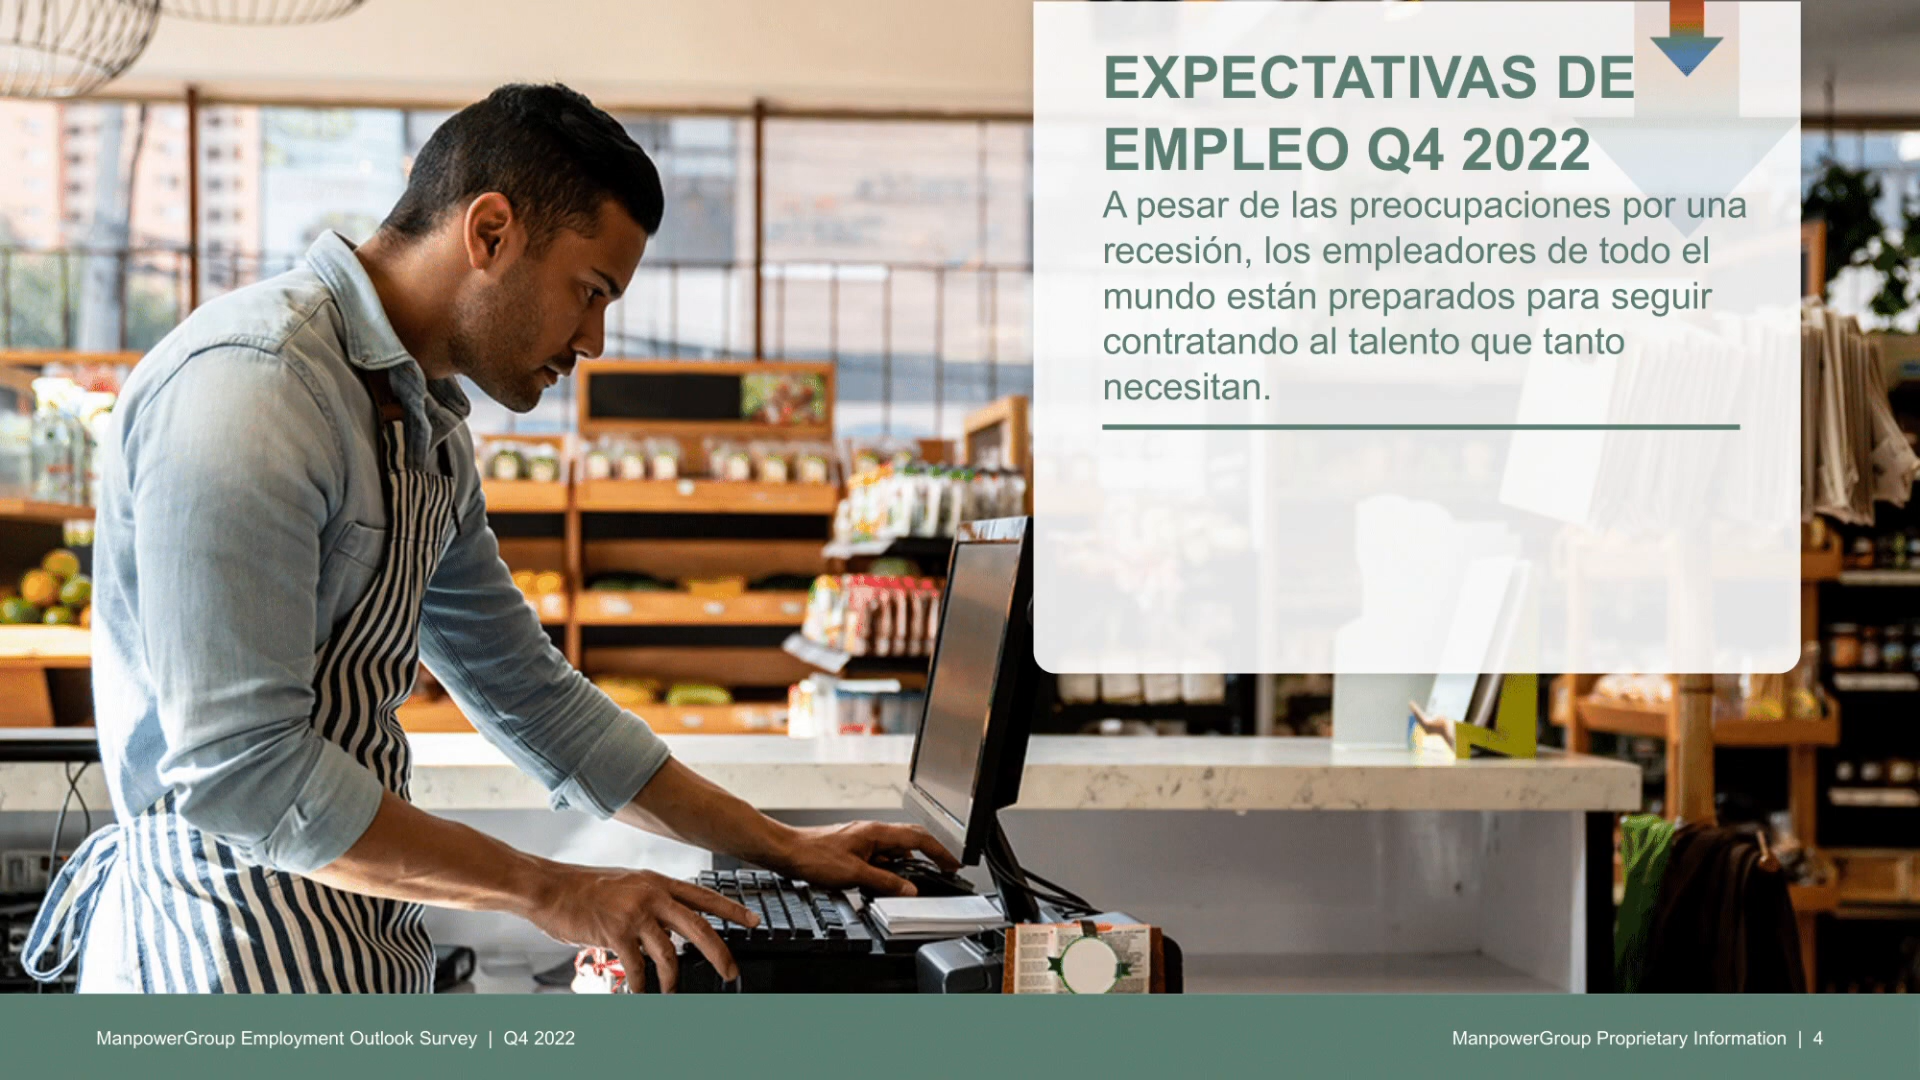 EXPECTATIVAS DE
EMPLEO Q4 2022
A pesar de las preocupaciones por una
recesión, los empleadores de todo el
mundo están preparados para seguir
contratando al talento que tanto
necesitan.
ManpowerGroup Employment Outlook Survey | Q4 2022
ManpowerGroup Proprietary Information | 4